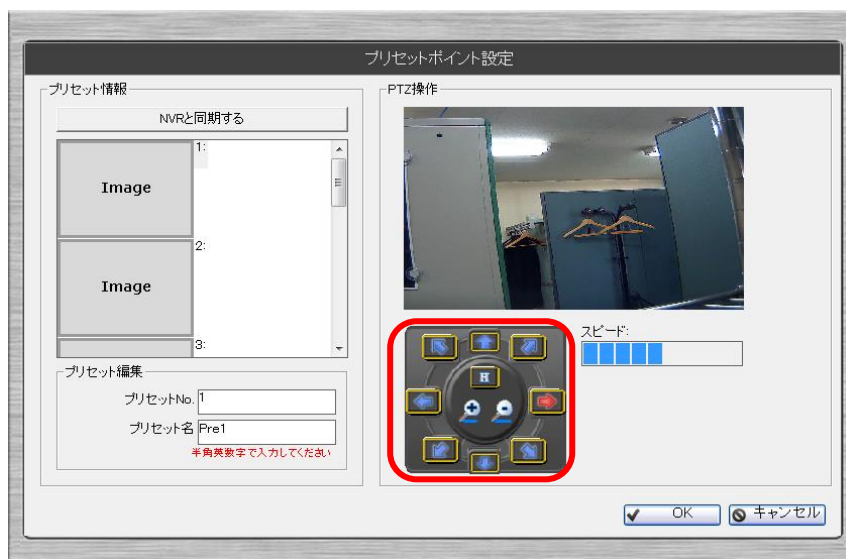 プリセットポイント設定
プリセット情報
NVRと同期する
Image
1:
Image
2:
3:
プリセット編集
プリセットNo. 1
プリセット名 Pre1
半角英数字で入力してください
PTZ操作
H
スピード:
OK
キャンセル